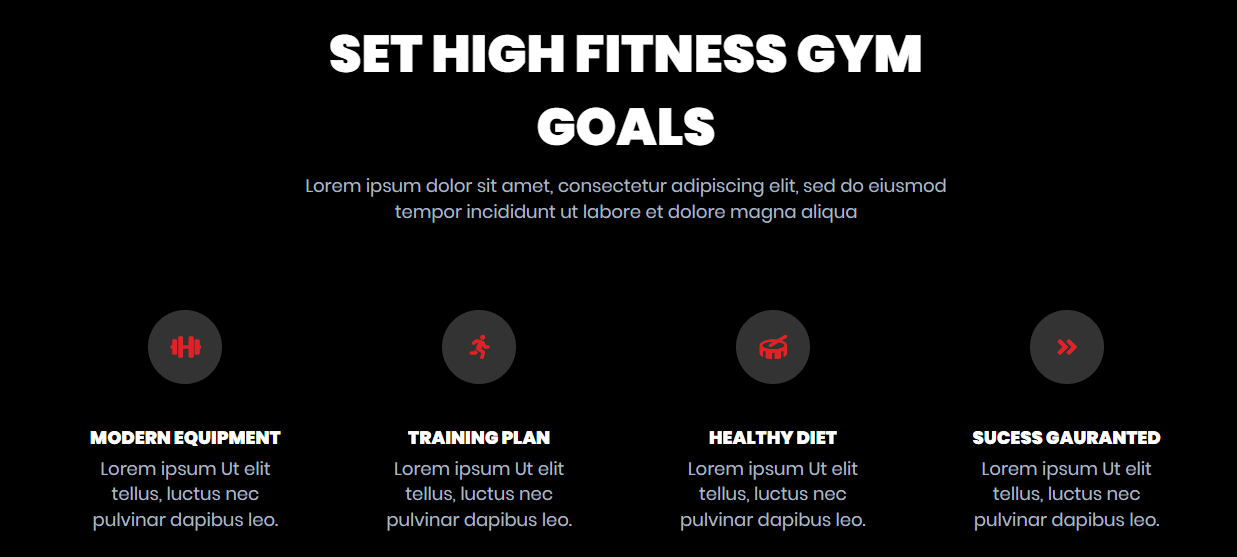 SET HIGH FITNESS GYM
GOALS
Lorem ipsum dolor sit amet, consectetur adipiscing elit, sed do eiusmod
tempor incididunt ut labore et dolore magna aliqua
MODERN EQUIPMENT
Lorem ipsum Ut elit
tellus, luctus nec
pulvinar dapibus leo.
TRAINING PLAN
Lorem ipsum Ut elit
tellus, luctus nec
pulvinar dapibus leo.
HEALTHY DIET
Lorem ipsum Ut elit
tellus, luctus nec
pulvinar dapibus leo.
SUCESS GAURANTED
Lorem ipsum Ut elit
tellus, luctus nec
pulvinar dapibus leo.